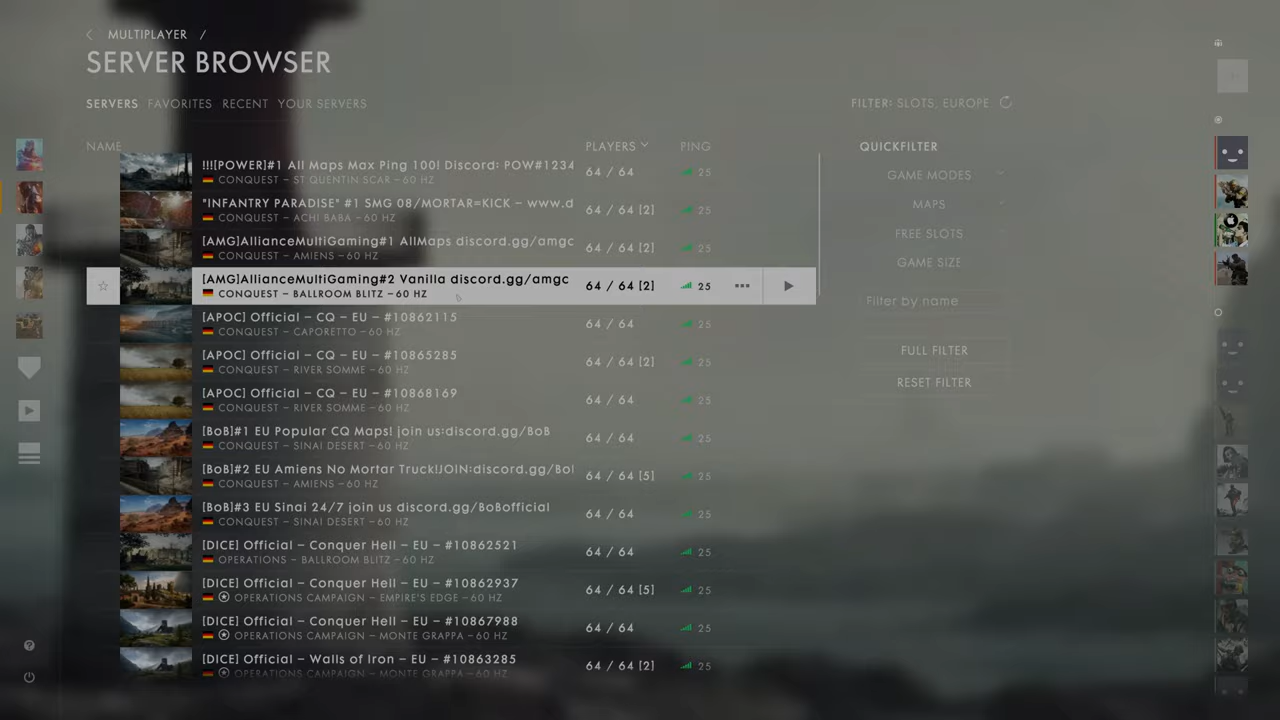 MULTIPLAYER /
SERVER BROWSER
SERVERS FAVORITES RECENT YOUR SERVERS
FILTER: SLOTS, EUROPE
NAME PLAYERS PING
!!![POWER]#1 All Maps Max Ping 100! Discord: POW#1234
CONQUEST – ST QUENTIN SCAR – 60 HZ
64 / 64 25
"INFANTRY PARADISE" #1 SMG 08/MORTAR=KICK – www.d
CONQUEST – ACHI BABA – 60 HZ
64 / 64 [2] 25
[AMG]AllianceMultiGaming#1 AllMaps discord.gg/amgc
CONQUEST – AMIENS – 60 HZ
64 / 64 [2] 25
[AMG]AllianceMultiGaming#2 Vanilla discord.gg/amgc
CONQUEST – BALLROOM BLITZ – 60 HZ
64 / 64 [2] 25
[APOC] Official – CQ – EU – #10862115
CONQUEST – CAPORETTO – 60 HZ
64 / 64 25
[APOC] Official – CQ – EU – #10865285
CONQUEST – RIVER SOMME – 60 HZ
64 / 64 [2] 25
[APOC] Official – CQ – EU – #10868169
CONQUEST – RIVER SOMME – 60 HZ
64 / 64 25
[BoB]#1 EU Popular CQ Maps! join us:discord.gg/BoB
CONQUEST – SINAI DESERT – 60 HZ
64 / 64 25
[BoB]#2 EU Amiens No Mortar Truck!JOIN:discord.gg/Bo
CONQUEST – AMIENS – 60 HZ
64 / 64 [5] 25
[BoB]#3 EU Sinai 24/7 join us discord.gg/BoBofficial
CONQUEST – SINAI DESERT – 60 HZ
64 / 64 25
[DICE] Official – Conquer Hell – EU – #10862521
OPERATIONS – BALLROOM BLITZ – 60 HZ
64 / 64 25
[DICE] Official – Conquer Hell – EU – #10862937
OPERATIONS CAMPAIGN – EMPIRE'S EDGE – 60 HZ
64 / 64 [5] 25
[DICE] Official – Conquer Hell – EU – #10867988
OPERATIONS CAMPAIGN – MONTE GRAPPA – 60 HZ
64 / 64 25
[DICE] Official – Walls of Iron – EU – #10863285
OPERATIONS CAMPAIGN – MONTE GRAPPA – 60 HZ
64 / 64 [2] 25
QUICKFILTER
GAME MODES
MAPS
FREE SLOTS
GAME SIZE
Filter by name
FULL FILTER
RESET FILTER